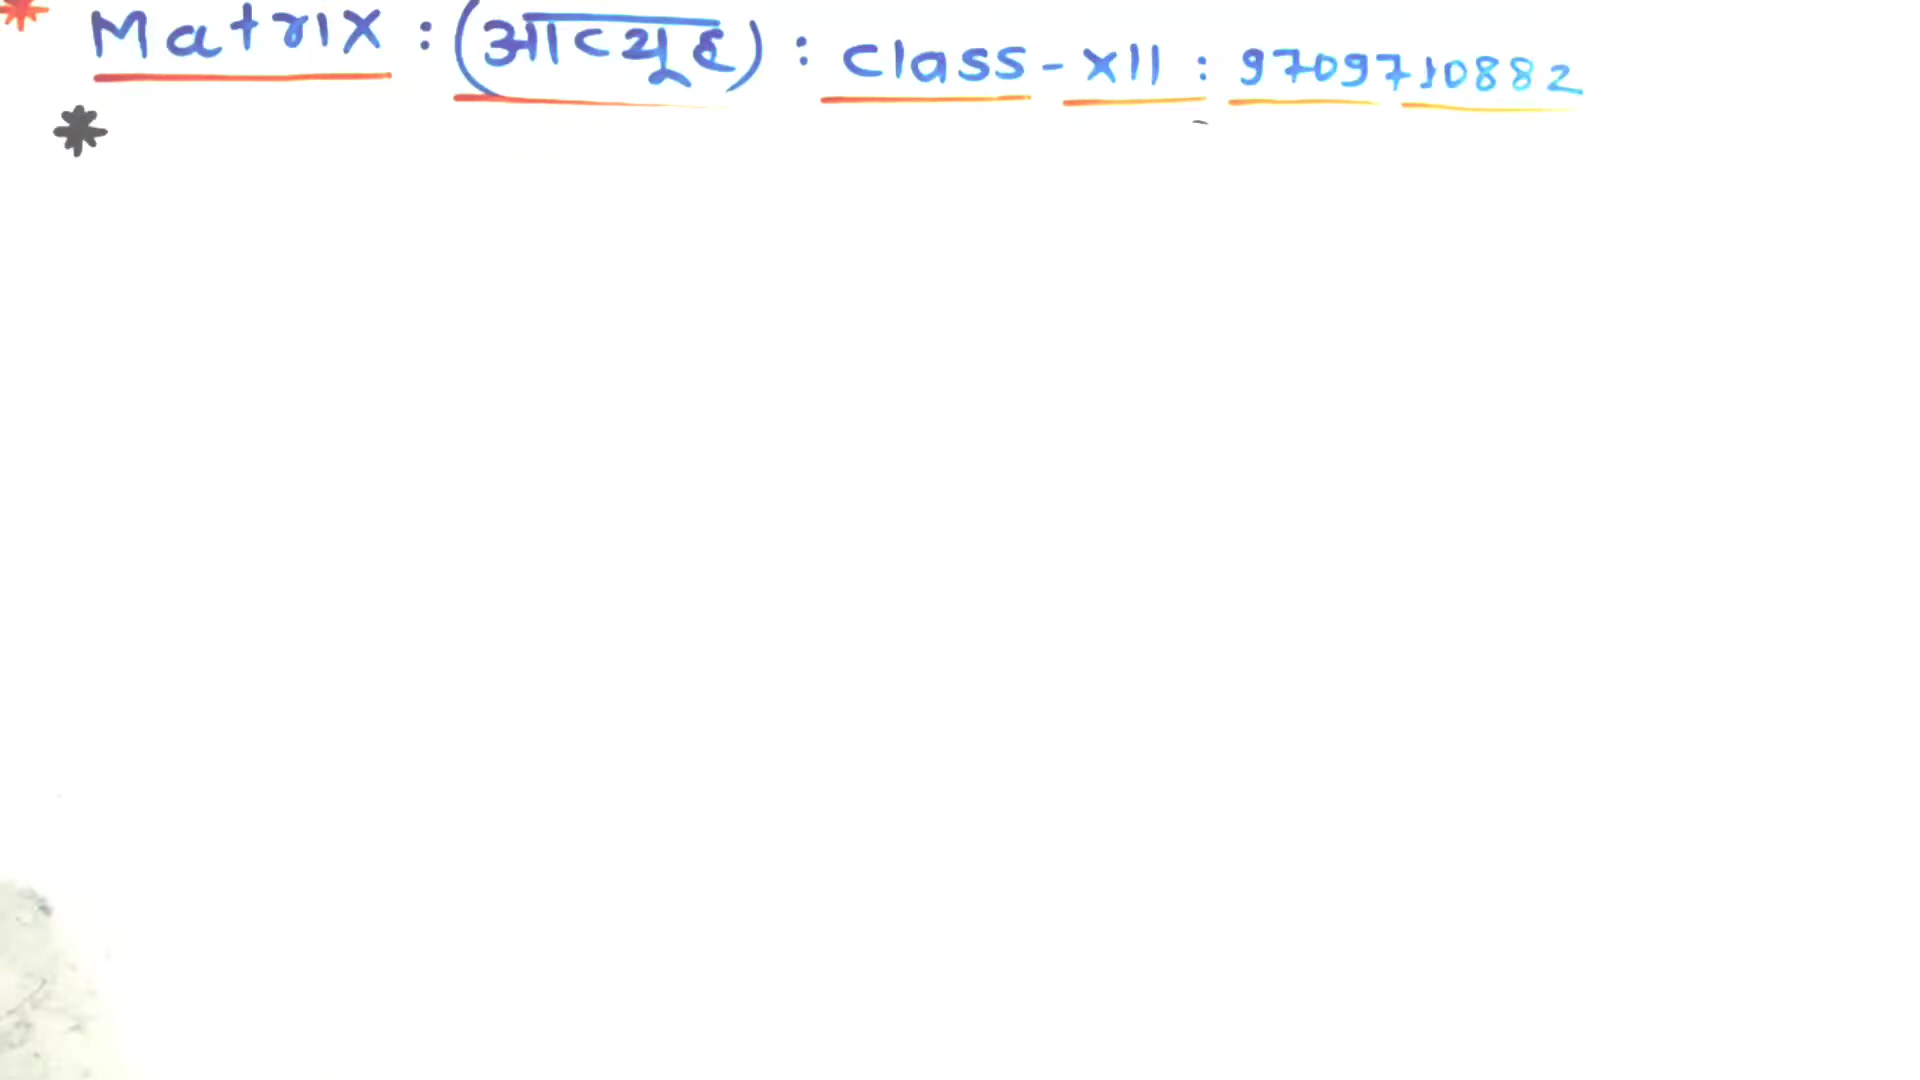 * Matrix : (आव्यूह) : Class - XII : 9709710882
*